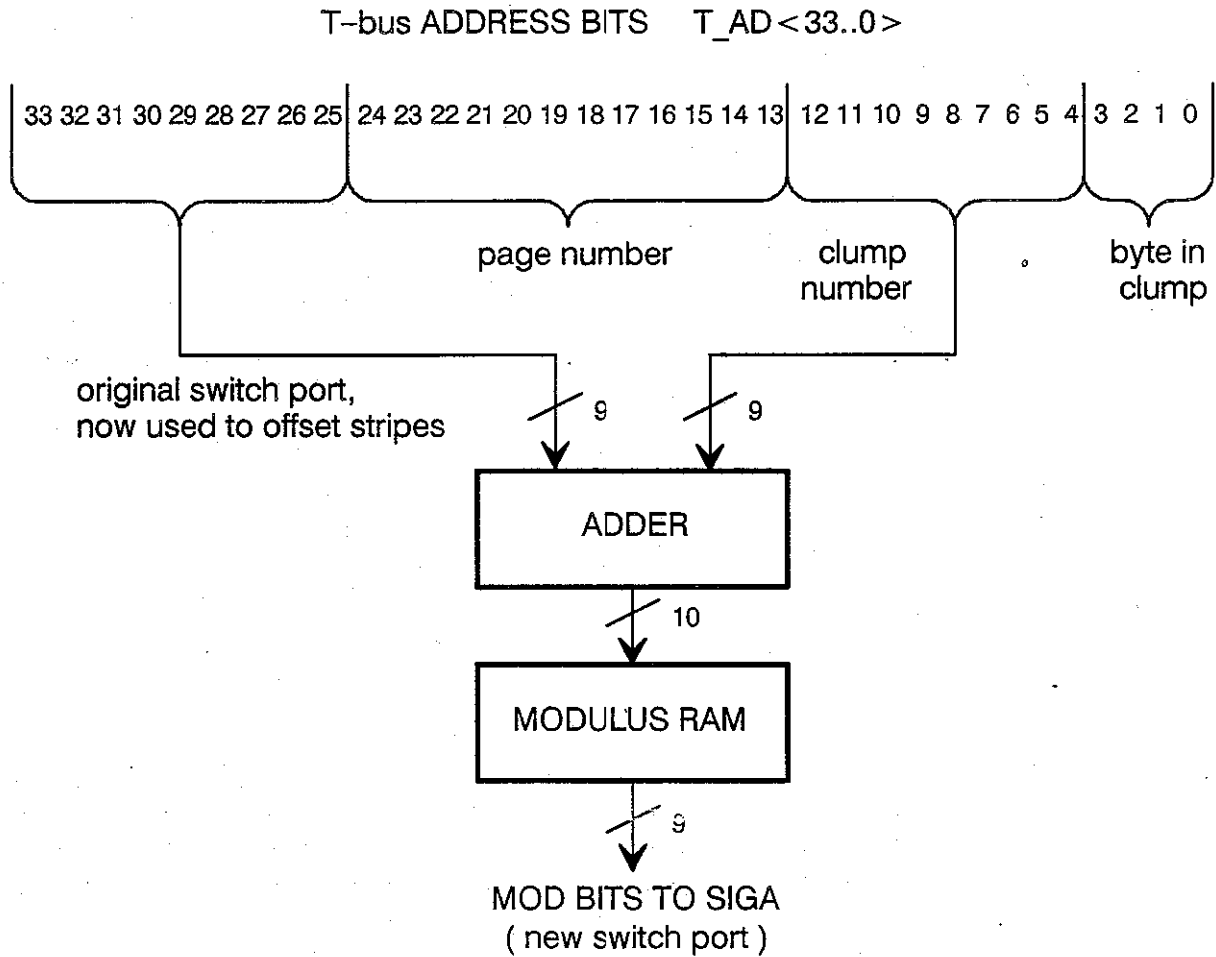 T-bus ADDRESS BITS T_AD<33..0>
33 32 31 30 29 28 27 26 25 24 23 22 21 20 19 18 17 16 15 14 13 12 11 10 9 8 7 6 5 4 3 2 1 0
page number
clump
number
byte in
clump
original switch port,
now used to offset stripes
9
9
ADDER
10
MODULUS RAM
9
MOD BITS TO SIGA
( new switch port )